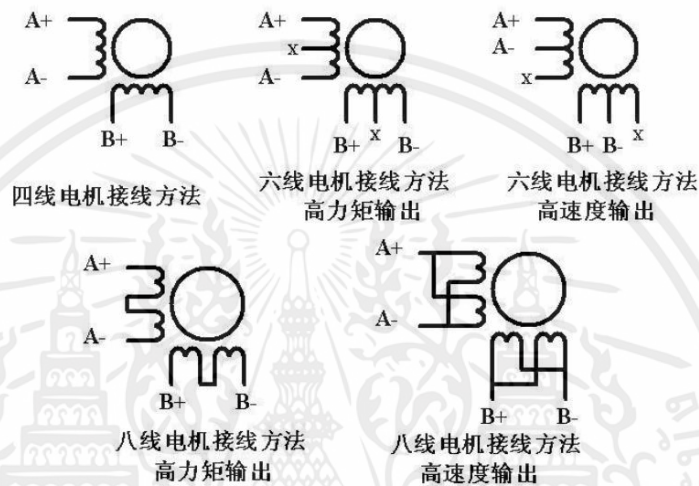 A+
A-
B+ B-
四线电机接线方法
A+
x
A-
B+ x B-
六线电机接线方法
高力矩输出
A+
A-
x
B+ B- x
六线电机接线方法
高速度输出
A+
A-
B+ B-
八线电机接线方法
高力矩输出
A+
A-
B+ B-
八线电机接线方法
高速度输出